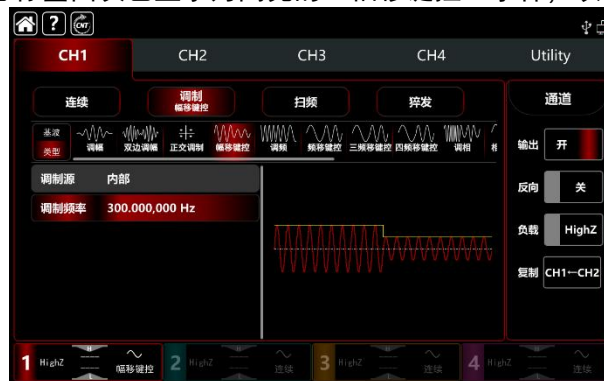 CNT
CH1 CH2 CH3 CH4 Utility
连续 调制 幅移键控 扫频 猝发 通道
基波 类型 调幅 双边调幅 正交调制 幅移键控 调频 频移键控 三频移键控 四频移键控 调相
输出 开
调制源 内部
反向 关
调制频率 300.000,000 Hz
负载 HighZ
复制 CH1←CH2
1 HighZ 幅移键控 2 HighZ 连续 3 HighZ 连续 4 HighZ 连续